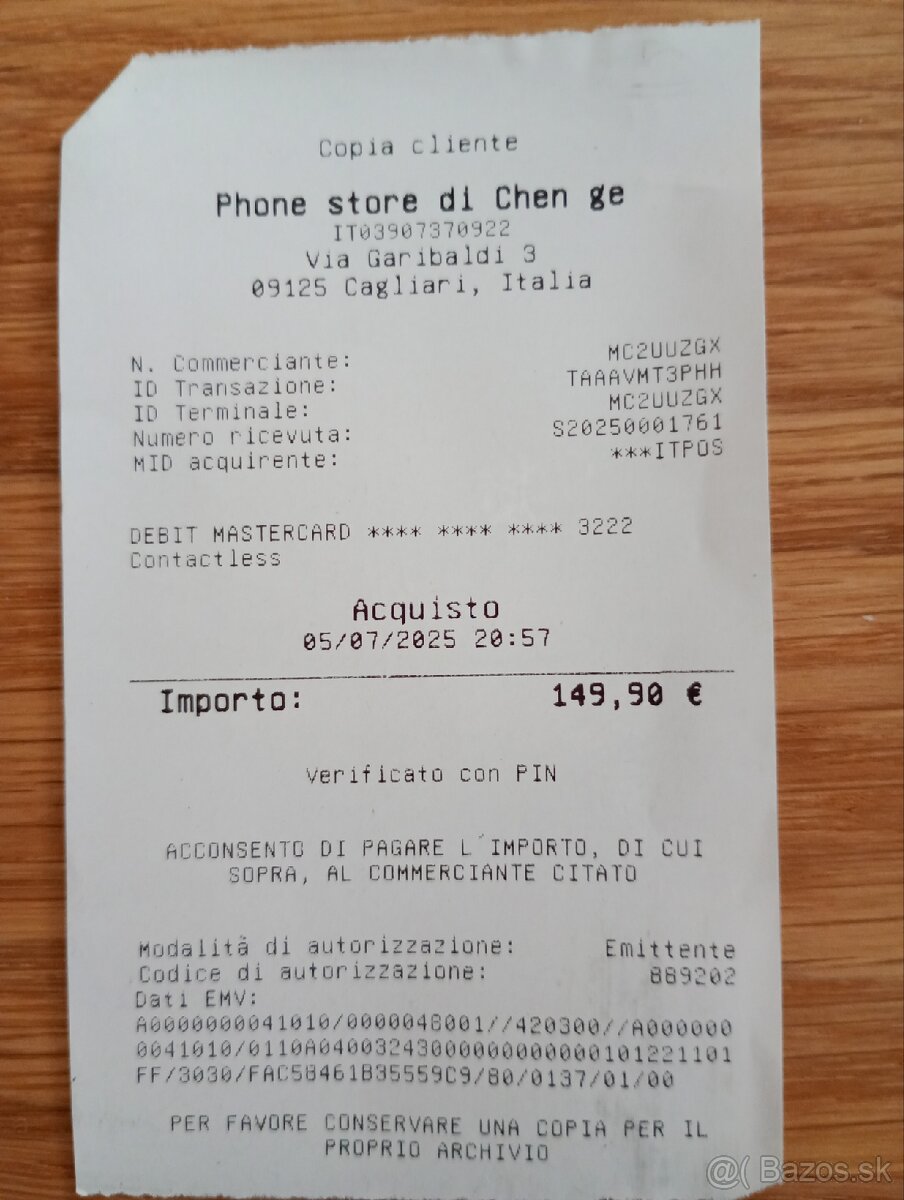 Copia cliente
Phone store di Chen ge
IT03907370922
Via Garibaldi 3
09125 Cagliari, Italia
N. Commerciante: MC2UUZGX
ID Transazione: TAAAVMT3PHH
ID Terminale: MC2UUZGX
Numero ricevuta: S20250001761
MID acquirente: ***ITPOS
DEBIT MASTERCARD **** **** **** 3222
Contactless
Acquisto
05/07/2025 20:57
Importo: 149,90 €
Verificato con PIN
ACCONSENTO DI PAGARE L'IMPORTO, DI CUI
SOPRA, AL COMMERCIANTE CITATO
Modalità di autorizzazione: Emittente
Codice di autorizzazione: 889202
Dati EMV:
A0000000041010/0000048001//420300//A000000
0041010/0110A04003243000000000000101221101
FF/3030/FAC58461B35559C9/80/0137/01/00
PER FAVORE CONSERVARE UNA COPIA PER IL
PROPRIO ARCHIVIO
@( Bazos.sk